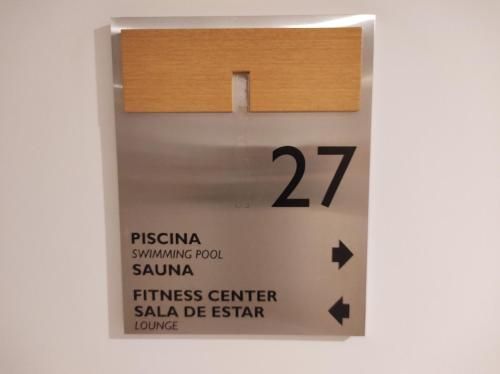 27
PISCINA
SWIMMING POOL
SAUNA
FITNESS CENTER
SALA DE ESTAR
LOUNGE